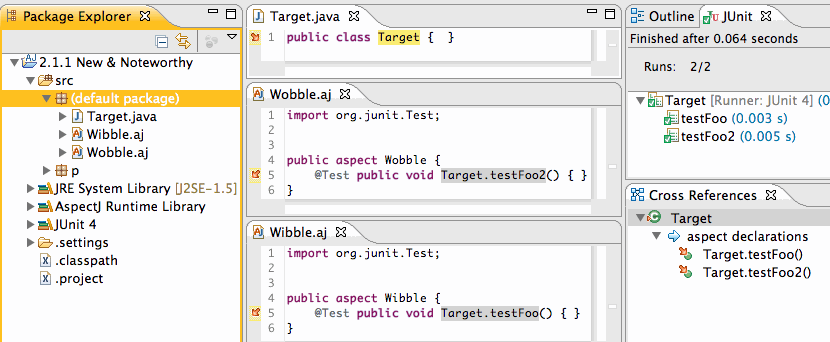 Package Explorer
2.1.1 New & Noteworthy
src
(default package)
Target.java
Wibble.aj
Wobble.aj
p
JRE System Library [J2SE-1.5]
AspectJ Runtime Library
JUnit 4
.settings
.classpath
.project
Target.java
1 public class Target { }
Wobble.aj
1 import org.junit.Test;
2
3
4 public aspect Wobble {
5 @Test public void Target.testFoo2() { }
6 }
Wibble.aj
1 import org.junit.Test;
2
3
4 public aspect Wibble {
5 @Test public void Target.testFoo() { }
6 }
Outline JUnit
Finished after 0.064 seconds
Runs: 2/2
Target [Runner: JUnit 4] (0.008 s)
testFoo (0.003 s)
testFoo2 (0.005 s)
Cross References
Target
aspect declarations
Target.testFoo()
Target.testFoo2()